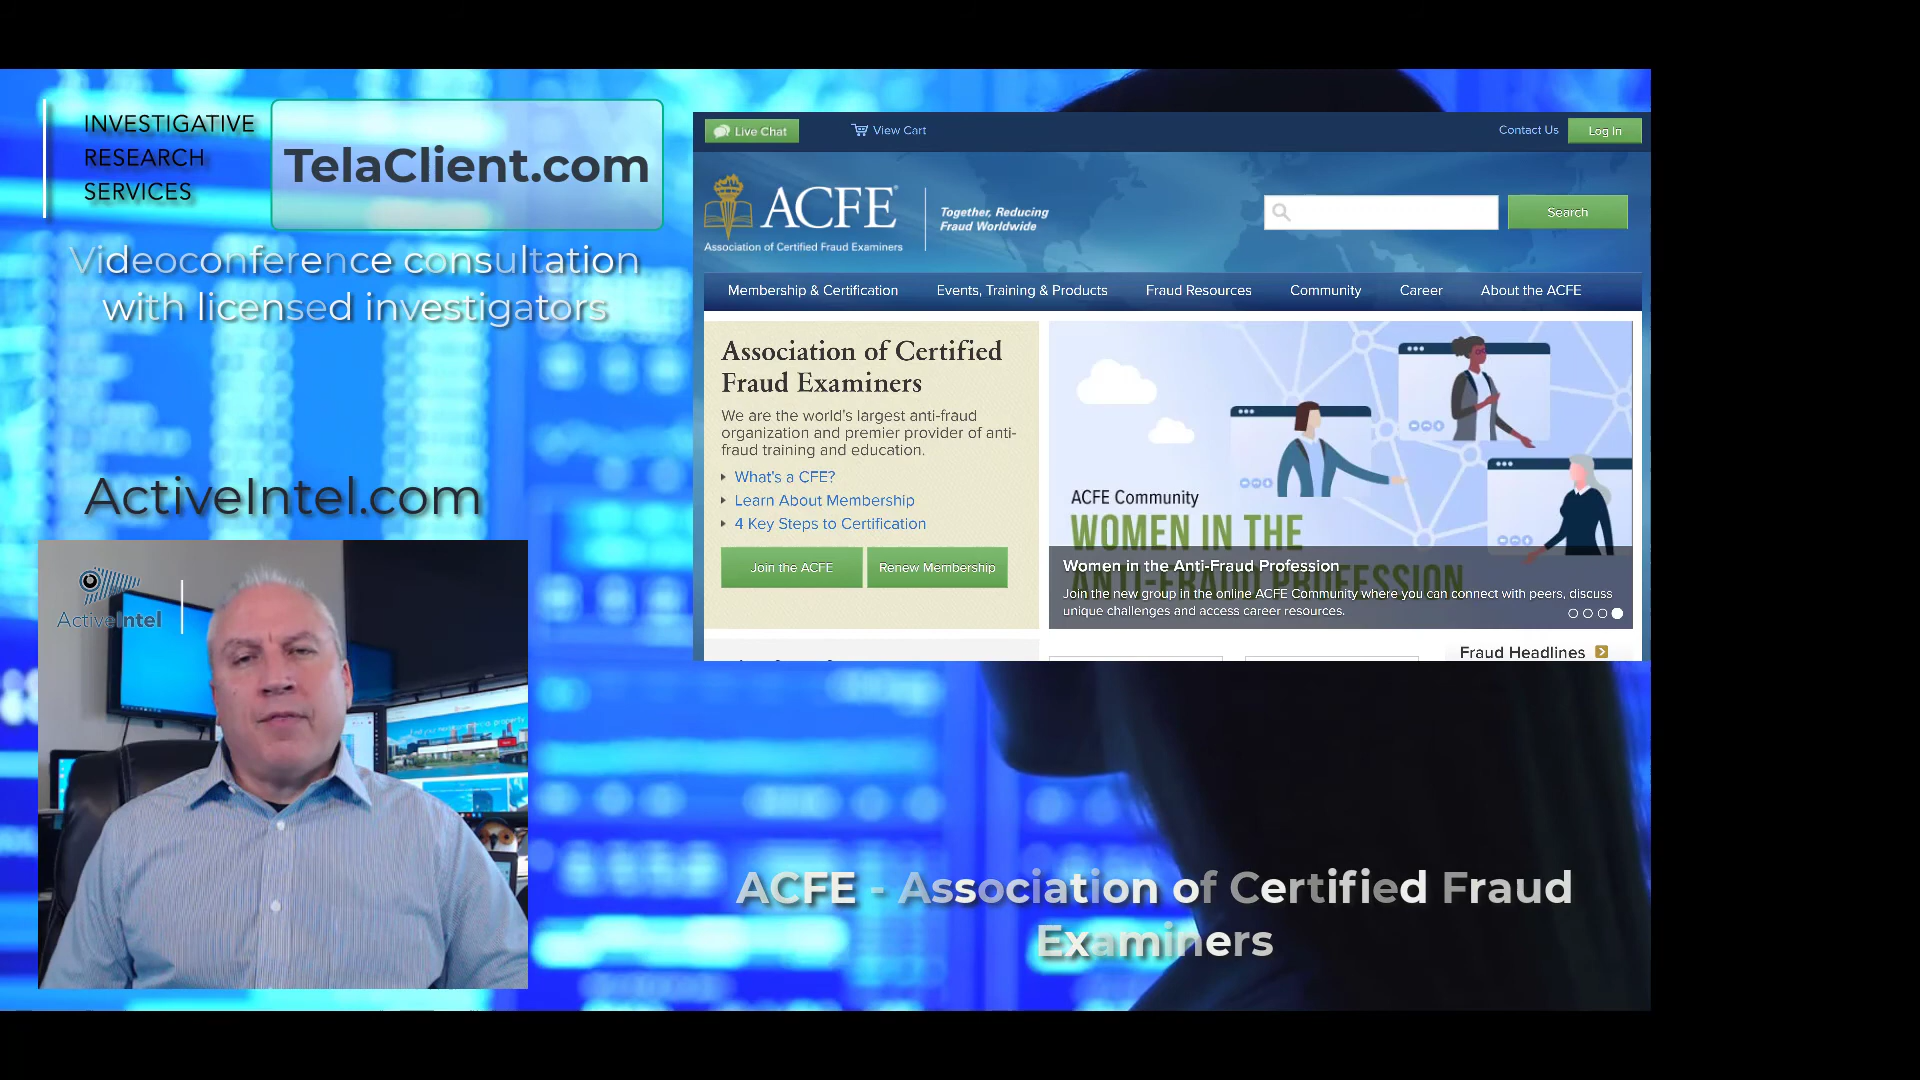 INVESTIGATIVE
RESEARCH
SERVICES
TelaClient.com
Videoconference consultation
with licensed investigators
ActiveIntel.com
ActiveIntel
Live Chat
View Cart
Contact Us
Log In
ACFE®
Association of Certified Fraud Examiners
Together, Reducing
Fraud Worldwide
Search
Membership & Certification
Events, Training & Products
Fraud Resources
Community
Career
About the ACFE
Association of Certified
Fraud Examiners
We are the world's largest anti-fraud
organization and premier provider of anti-
fraud training and education.
What's a CFE?
Learn About Membership
4 Key Steps to Certification
Join the ACFE
Renew Membership
ACFE Community
WOMEN IN THE
ANTI-FRAUD PROFESSION
Women in the Anti-Fraud Profession
Join the new group in the online ACFE Community where you can connect with peers, discuss
unique challenges and access career resources.
Fraud Headlines
ACFE - Association of Certified Fraud
Examiners